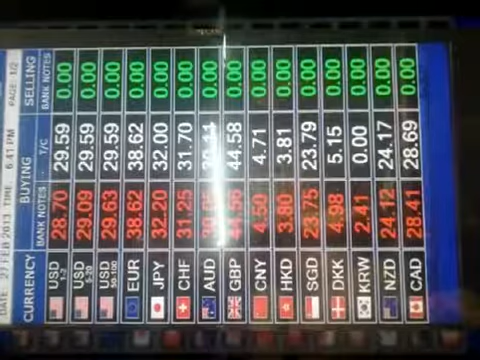 DATE: 27 FEB 2013. TIME: 6:41 PM PAGE: 1/2
CURRENCY BUYING SELLING
BANK NOTES T/C BANK NOTES
USD 1-2 28.70 29.59 0.00
USD 5-20 29.09 29.59 0.00
USD 50-100 29.63 29.59 0.00
EUR 38.62 38.62 0.00
JPY 32.20 32.00 0.00
CHF 31.25 31.70 0.00
AUD 0.00
GBP 44.58 0.00
CNY 4.50 4.71 0.00
HKD 3.80 3.81 0.00
SGD 23.75 23.79 0.00
DKK 4.98 5.15 0.00
KRW 2.41 0.00 0.00
NZD 24.12 24.17 0.00
CAD 28.41 28.69 0.00